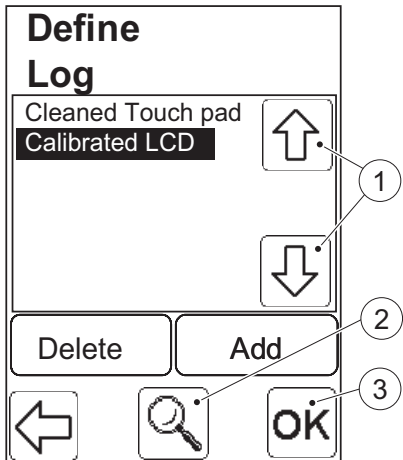 Define
Log
Cleaned Touch pad
Calibrated LCD
1
2
Delete Add
3
OK